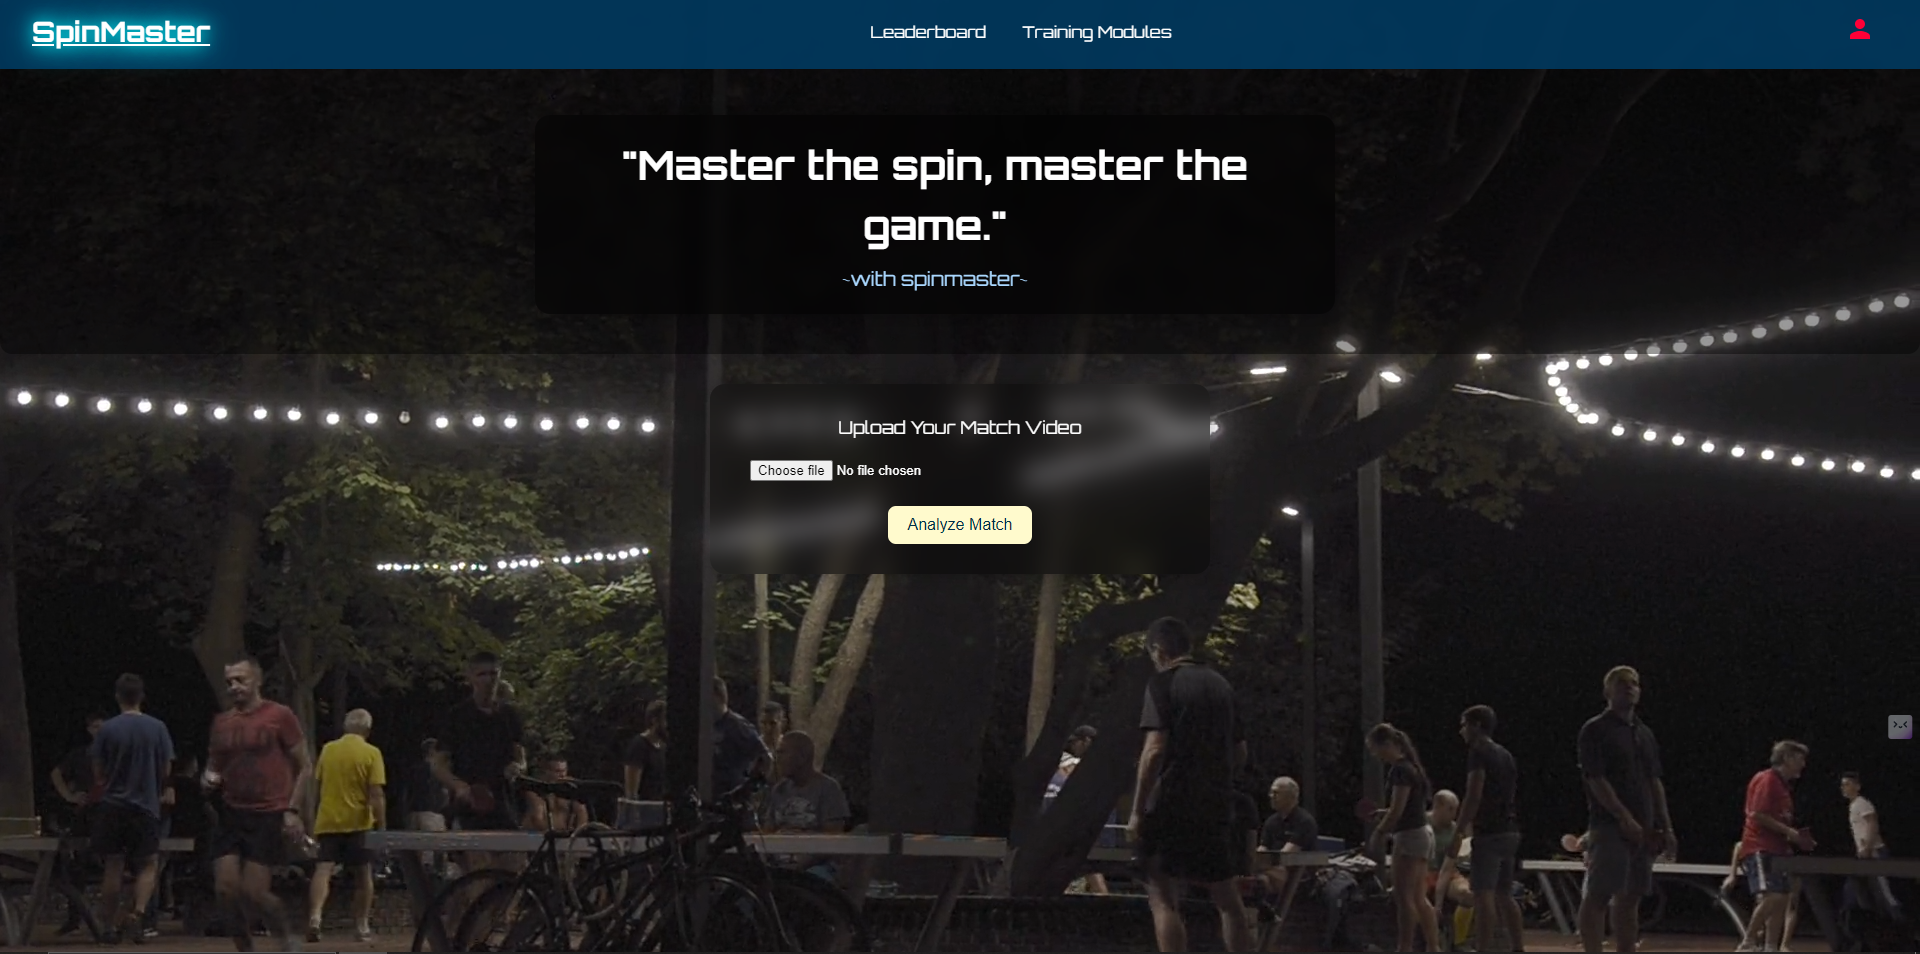 SpinMaster
Leaderboard
Training Modules
"Master the spin, master the
game."
~with spinmaster~
Upload Your Match Video
Choose file No file chosen
Analyze Match